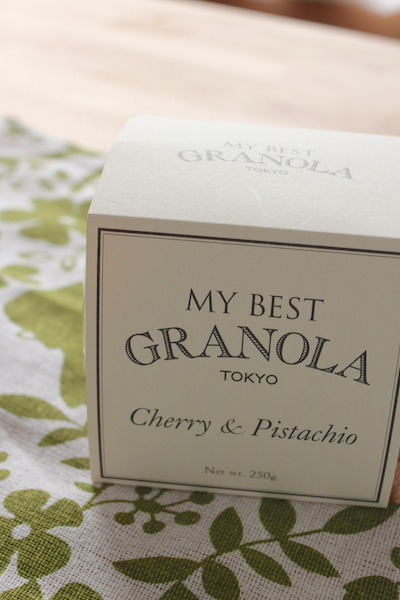 MY BEST
GRANOLA
TOKYO
MY BEST
GRANOLA
TOKYO
Cherry & Pistachio
Net wt. 250g